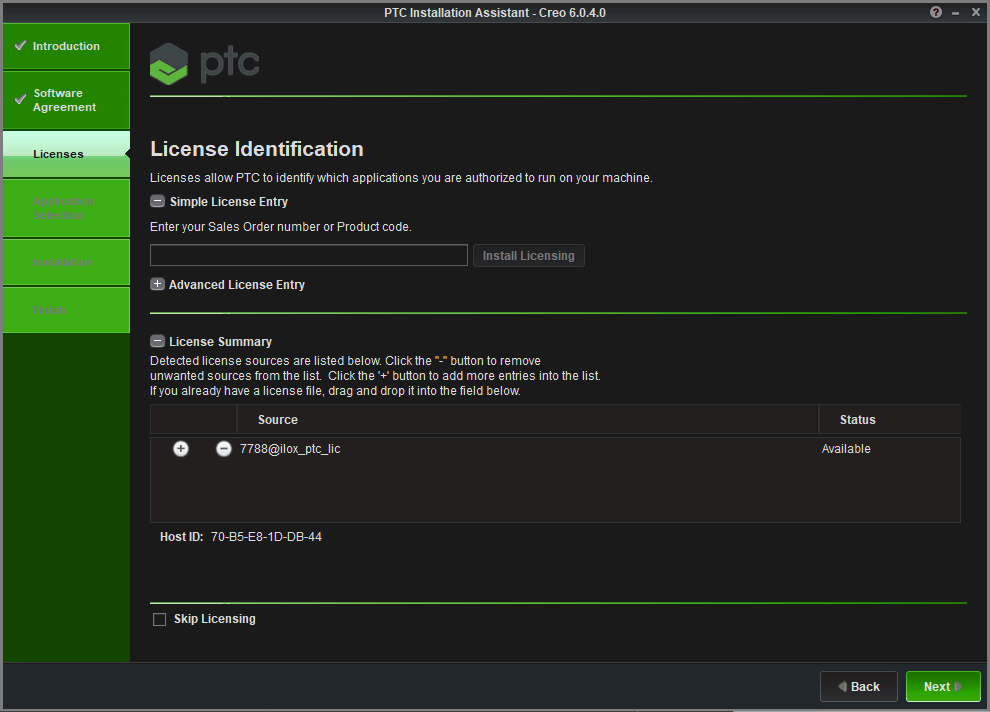 PTC Installation Assistant - Creo 6.0.4.0
Introduction
Software
Agreement
Licenses
Application
Selection
Installation
Finish
ptc
License Identification
Licenses allow PTC to identify which applications you are authorized to run on your machine.
Simple License Entry
Enter your Sales Order number or Product code.
Install Licensing
Advanced License Entry
License Summary
Detected license sources are listed below. Click the "-" button to remove
unwanted sources from the list.  Click the '+' button to add more entries into the list.
If you already have a license file, drag and drop it into the field below.
Source Status
7788@ilox_ptc_lic Available
Host ID: 70-B5-E8-1D-DB-44
Skip Licensing
Back Next